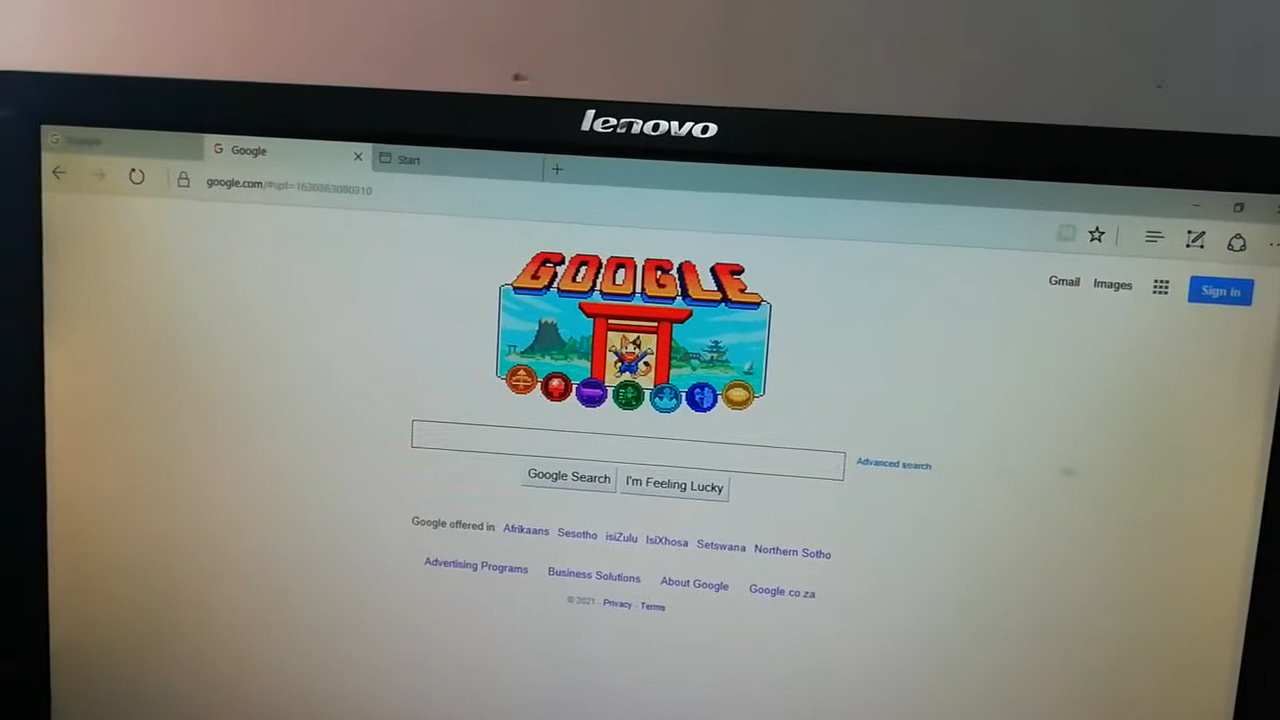 lenovo
Google
Start
google.com
Gmail Images Sign in
GOOGLE
Advanced search
Google Search I'm Feeling Lucky
Google offered in Afrikaans Sesotho isiZulu IsiXhosa Setswana Northern Sotho
Advertising Programs Business Solutions About Google Google.co.za
© 2021 - Privacy - Terms